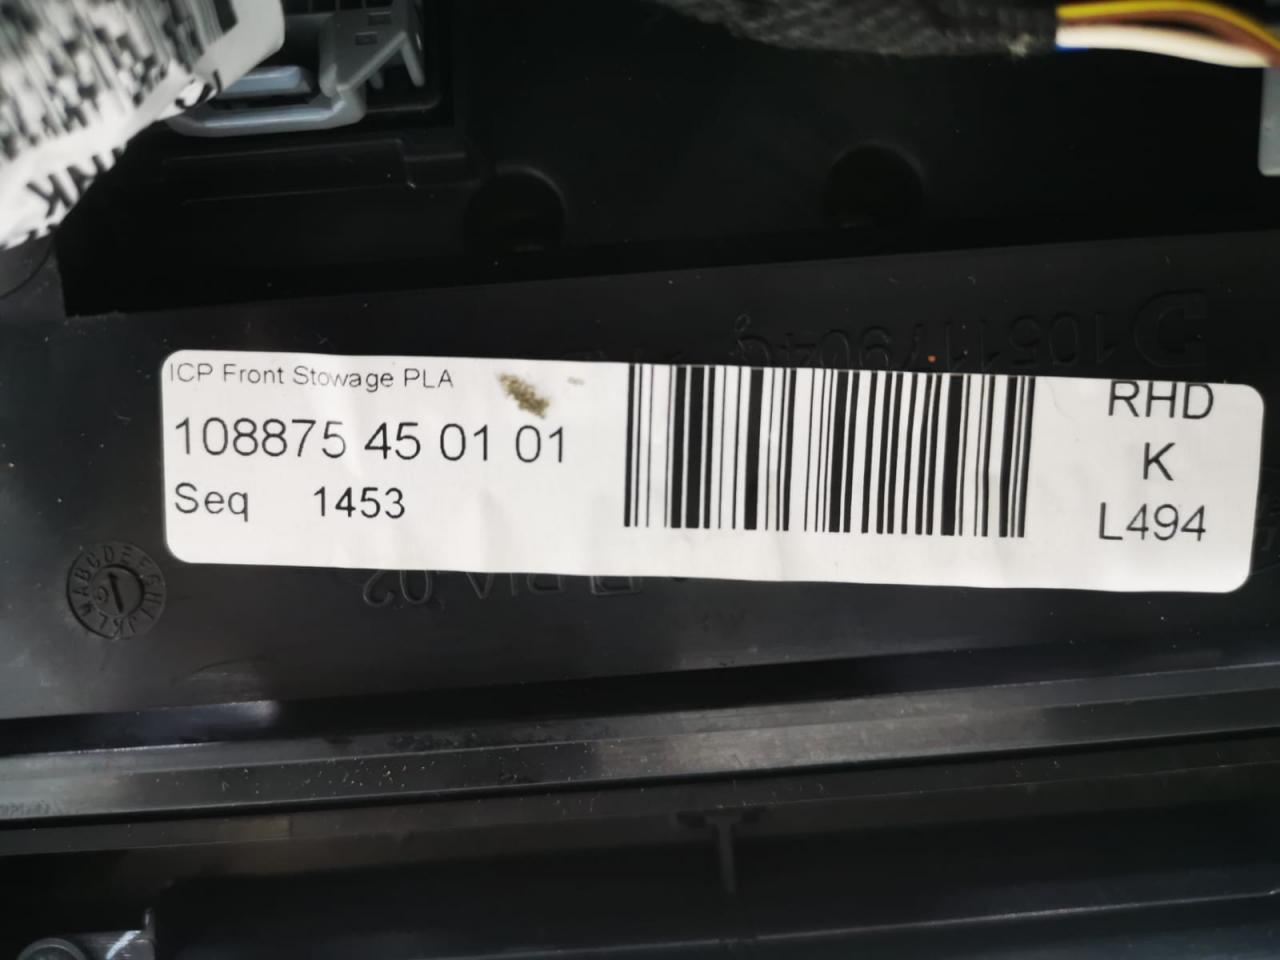 ICP Front Stowage PLA
108875 45 01 01
Seq 1453
RHD
K
L494